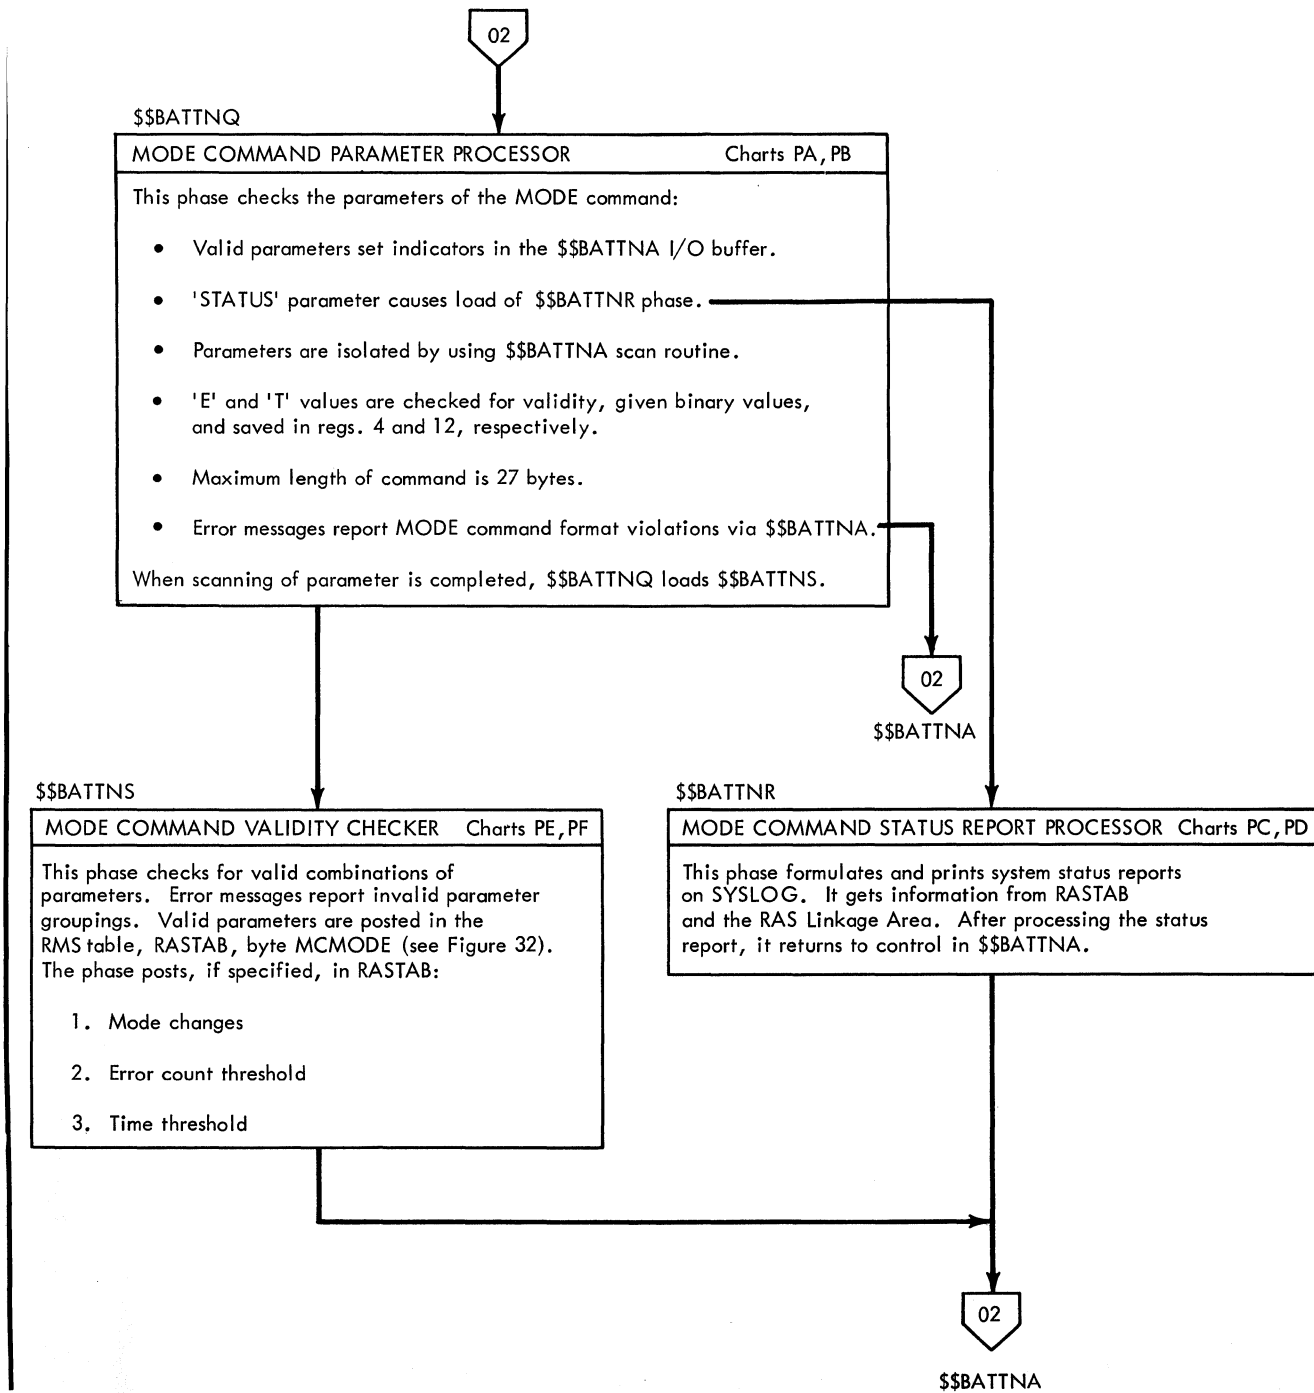 02
$$BATTNQ
MODE COMMAND PARAMETER PROCESSOR Charts PA, PB
This phase checks the parameters of the MODE command:
• Valid parameters set indicators in the $$BATTNA I/O buffer.
• 'STATUS' parameter causes load of $$BATTNR phase.
• Parameters are isolated by using $$BATTNA scan routine.
• 'E' and 'T' values are checked for validity, given binary values,
and saved in regs. 4 and 12, respectively.
• Maximum length of command is 27 bytes.
• Error messages report MODE command format violations via $$BATTNA.
When scanning of parameter is completed, $$BATTNQ loads $$BATTNS.
02
$$BATTNA
$$BATTNS
MODE COMMAND VALIDITY CHECKER Charts PE, PF
This phase checks for valid combinations of
parameters. Error messages report invalid parameter
groupings. Valid parameters are posted in the
RMS table, RASTAB, byte MCMODE (see Figure 32).
The phase posts, if specified, in RASTAB:
1. Mode changes
2. Error count threshold
3. Time threshold
$$BATTNR
MODE COMMAND STATUS REPORT PROCESSOR Charts PC, PD
This phase formulates and prints system status reports
on SYSLOG. It gets information from RASTAB
and the RAS Linkage Area. After processing the status
report, it returns to control in $$BATTNA.
02
$$BATTNA